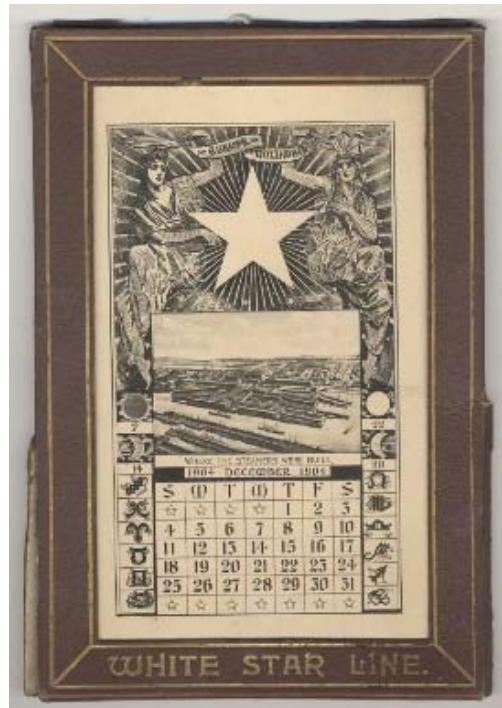 WHERE THE STEAMERS WERE BUILT.
1904 DECEMBER 1904
S M T W T F S
1 2 3
4 5 6 7 8 9 10
11 12 13 14 15 16 17
18 19 20 21 22 23 24
25 26 27 28 29 30 31
7
14
22
WHITE STAR LINE.